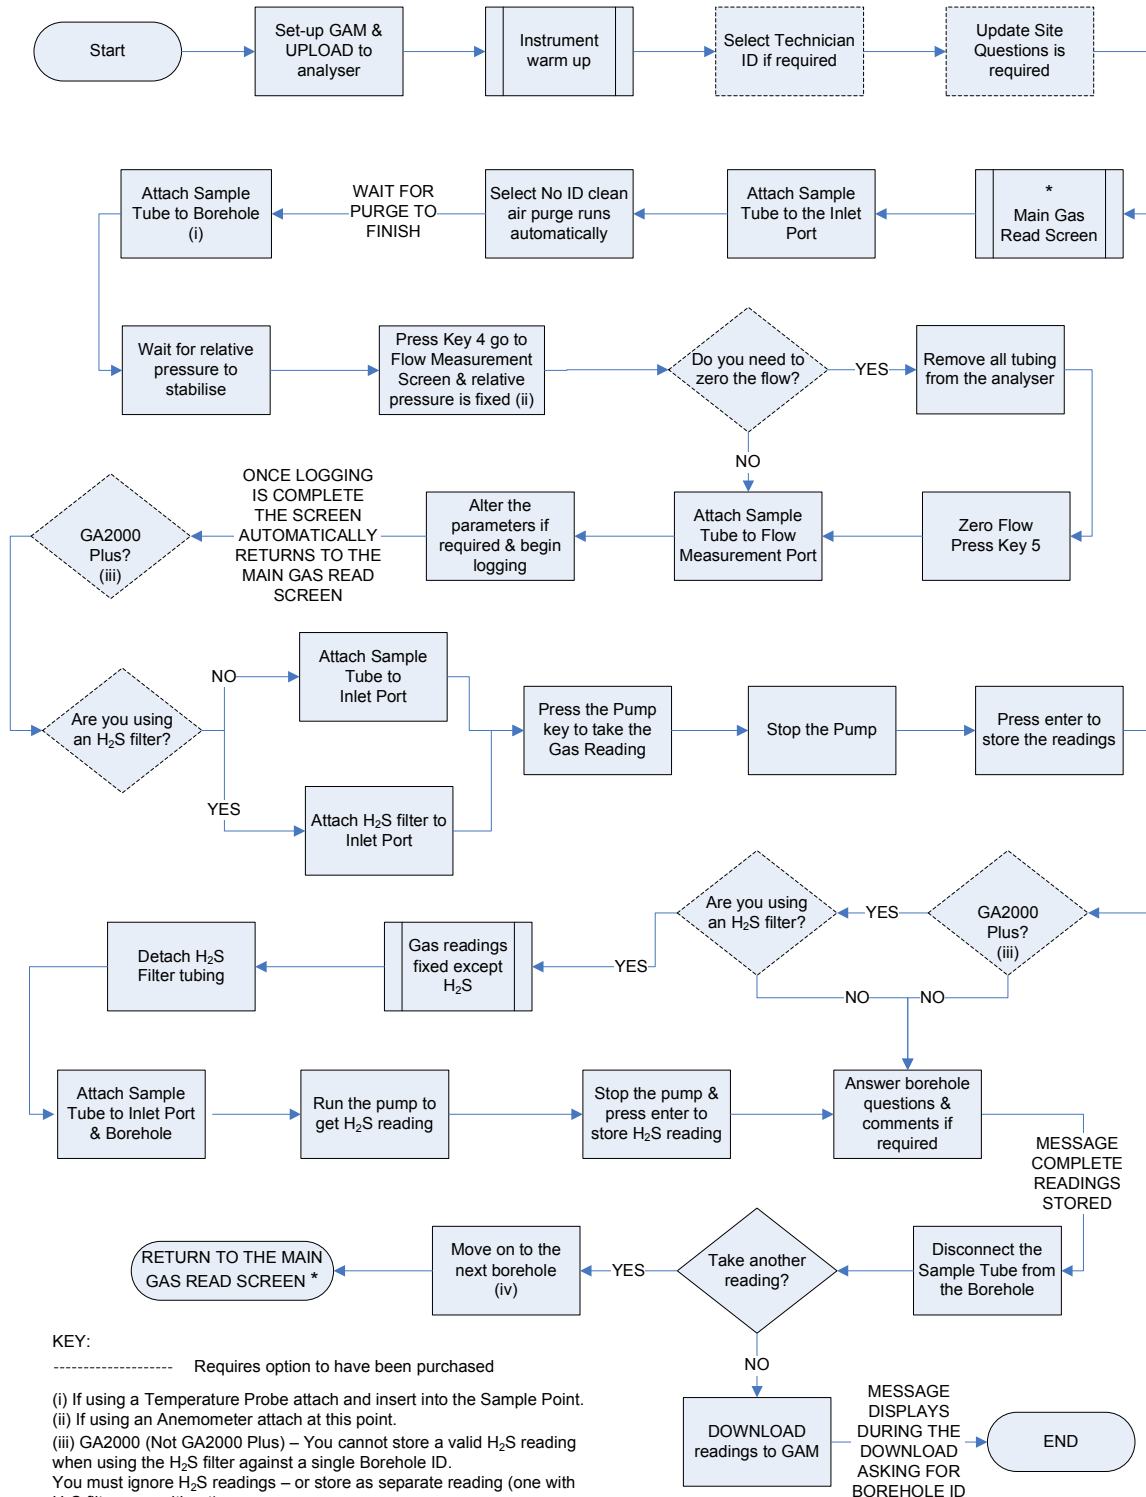 Start
Set-up GAM &
UPLOAD to
analyser
Instrument
warm up
Select Technician
ID if required
Update Site
Questions is
required
*
Main Gas
Read Screen
Attach Sample
Tube to the Inlet
Port
Select No ID clean
air purge runs
automatically
WAIT FOR
PURGE TO
FINISH
Attach Sample
Tube to Borehole
(i)
Wait for relative
pressure to
stabilise
Press Key 4 go to
Flow Measurement
Screen & relative
pressure is fixed (ii)
Do you need to
zero the flow?
YES
Remove all tubing
from the analyser
NO
Zero Flow
Press Key 5
Attach Sample
Tube to Flow
Measurement Port
Alter the
parameters if
required & begin
logging
ONCE LOGGING
IS COMPLETE
THE SCREEN
AUTOMATICALLY
RETURNS TO THE
MAIN GAS READ
SCREEN
GA2000
Plus?
(iii)
Are you using
an H2S filter?
NO
Attach Sample
Tube to
Inlet Port
YES
Attach H2S filter to
Inlet Port
Press the Pump
key to take the
Gas Reading
Stop the Pump
Press enter to
store the readings
GA2000
Plus?
(iii)
YES
Are you using
an H2S filter?
NO
NO
YES
Gas readings
fixed except
H2S
Detach H2S
Filter tubing
Attach Sample
Tube to Inlet Port
& Borehole
Run the pump to
get H2S reading
Stop the pump &
press enter to
store H2S reading
Answer borehole
questions &
comments if
required
MESSAGE
COMPLETE
READINGS
STORED
Disconnect the
Sample Tube from
the Borehole
Take another
reading?
YES
Move on to the
next borehole
(iv)
RETURN TO THE MAIN
GAS READ SCREEN *
NO
DOWNLOAD
readings to GAM
MESSAGE
DISPLAYS
DURING THE
DOWNLOAD
ASKING FOR
BOREHOLE ID
END
KEY:
------------------- Requires option to have been purchased
(i) If using a Temperature Probe attach and insert into the Sample Point.
(ii) If using an Anemometer attach at this point.
(iii) GA2000 (Not GA2000 Plus) – You cannot store a valid H2S reading
when using the H2S filter against a single Borehole ID.
You must ignore H2S readings – or store as separate reading (one with